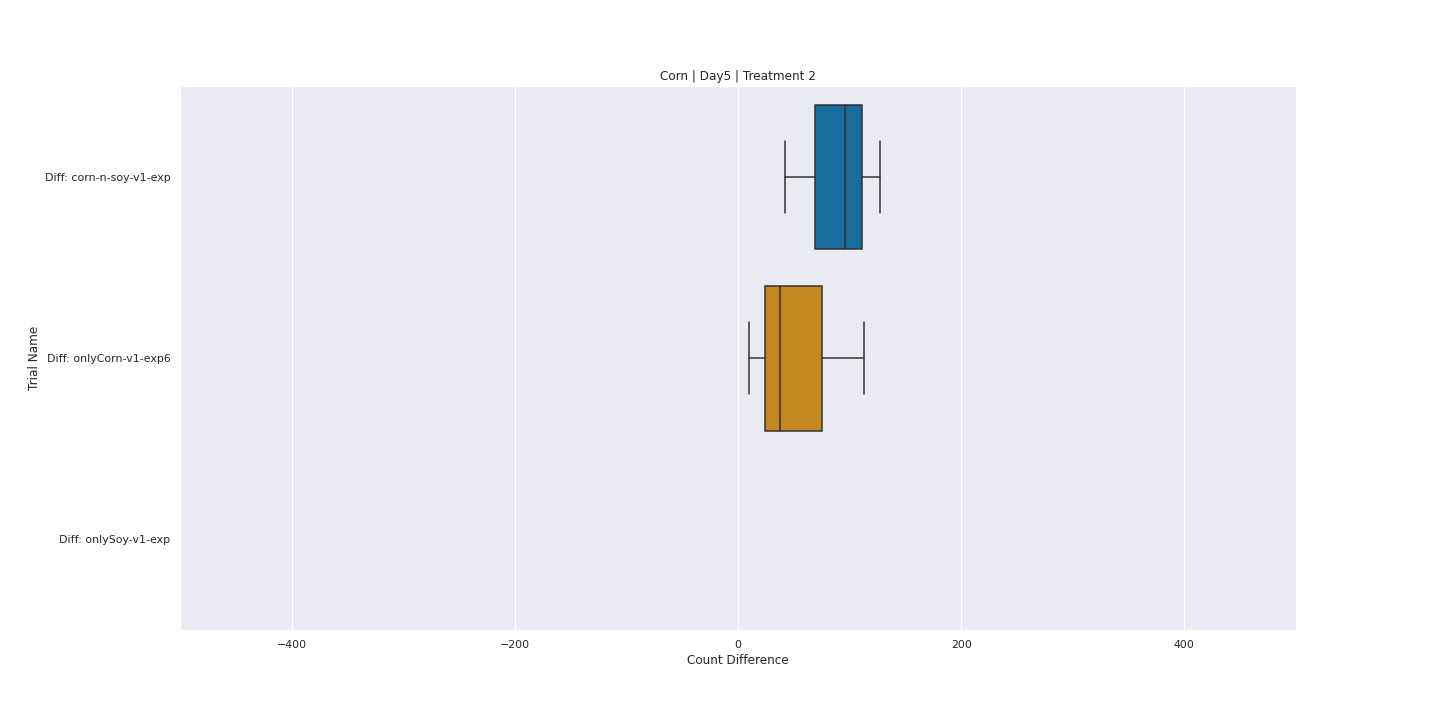 Corn | Day5 | Treatment 2
Trial Name
Diff: corn-n-soy-v1-exp
Diff: onlyCorn-v1-exp6
Diff: onlySoy-v1-exp
−400
−200
0
200
400
Count Difference